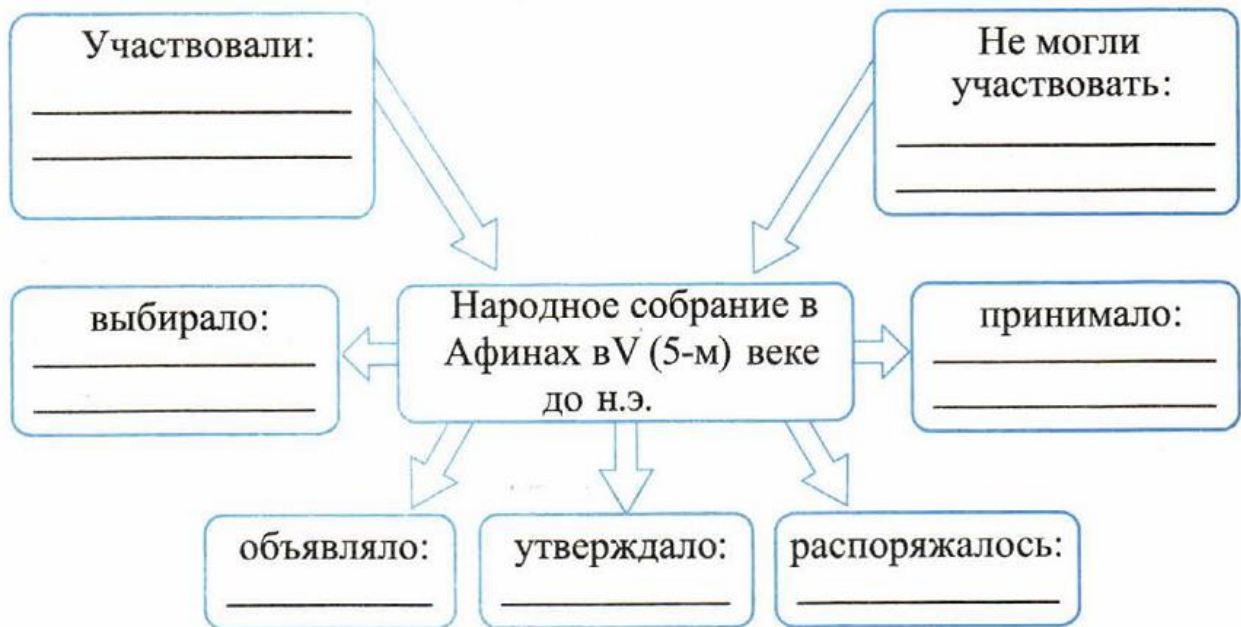 Участвовали:
Не могли
участвовать:
выбирало:
Народное собрание в
Афинах вV (5-м) веке
до н.э.
принимало:
объявляло:
утверждало:
распоряжалось: